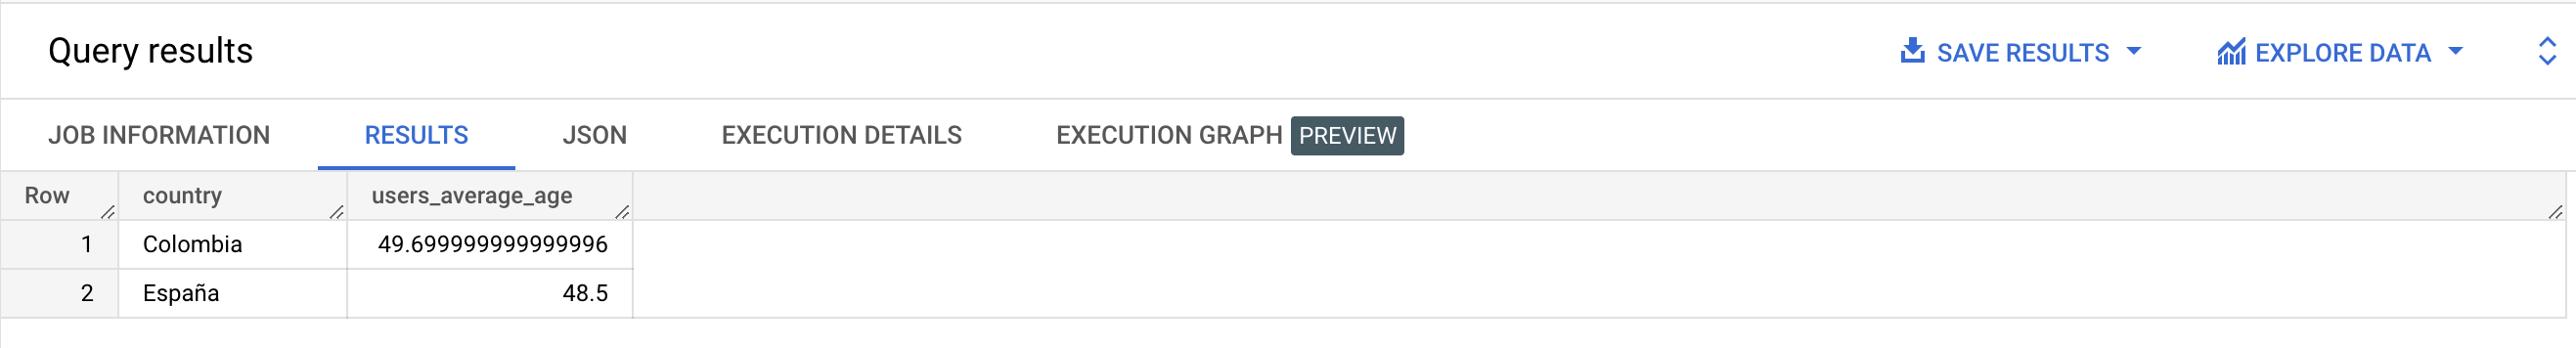 Query results SAVE RESULTS EXPLORE DATA
JOB INFORMATION RESULTS JSON EXECUTION DETAILS EXECUTION GRAPH PREVIEW
Row country users_average_age
1 Colombia 49.699999999999996
2 España 48.5